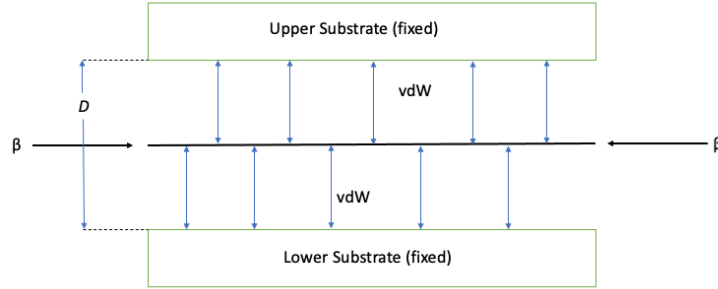 Upper Substrate (fixed)
D
vdW
β
β
vdW
Lower Substrate (fixed)